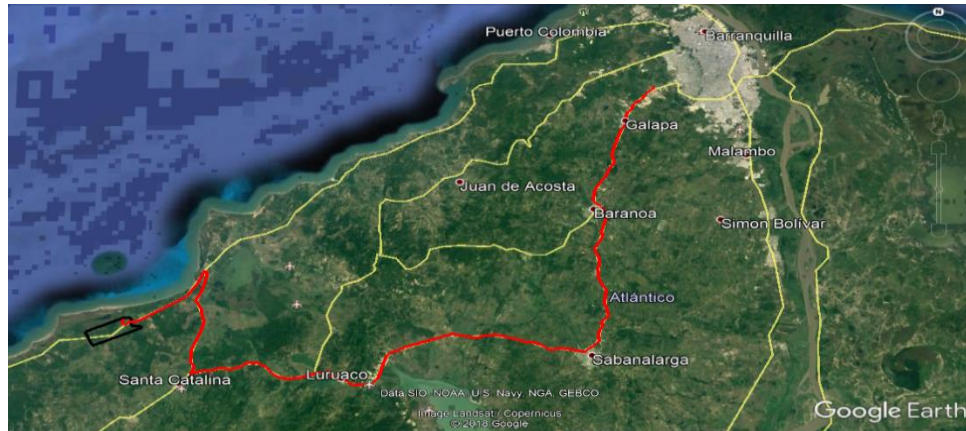 N
Puerto Colombia
Barranquilla
Galapa
Malambo
Juan de Acosta
Baranoa
Simon Bolívar
Atlántico
Sabanalarga
Santa Catalina
Luruaco
Data SIO, NOAA, U.S. Navy, NGA, GEBCO
Image Landsat / Copernicus
© 2018 Google
Google Earth